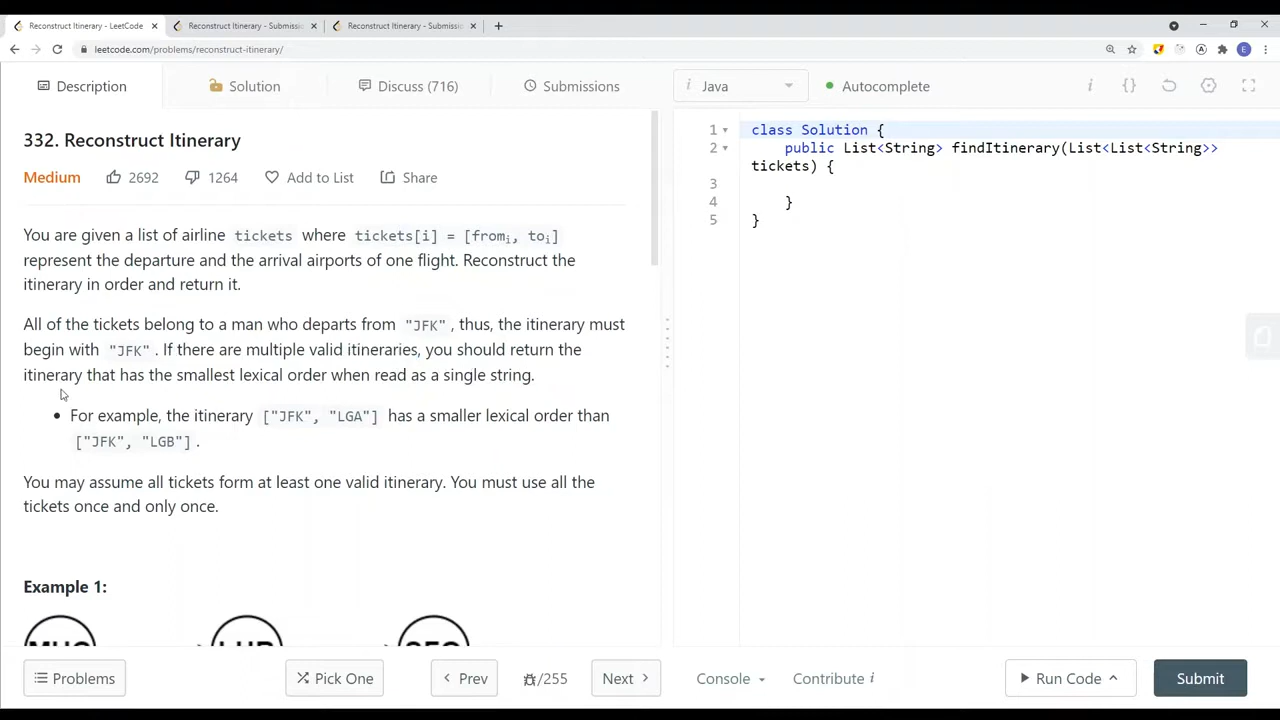 Reconstruct Itinerary - LeetCode
Reconstruct Itinerary - Submissio
Reconstruct Itinerary - Submissio
leetcode.com/problems/reconstruct-itinerary/
E
Description
Solution
Discuss (716)
Submissions
i Java
Autocomplete
i {}
332. Reconstruct Itinerary
Medium 2692 1264 Add to List Share
You are given a list of airline tickets where tickets[i] = [fromi, toi]
represent the departure and the arrival airports of one flight. Reconstruct the
itinerary in order and return it.
All of the tickets belong to a man who departs from "JFK", thus, the itinerary must
begin with "JFK". If there are multiple valid itineraries, you should return the
itinerary that has the smallest lexical order when read as a single string.
• For example, the itinerary ["JFK", "LGA"] has a smaller lexical order than
["JFK", "LGB"].
You may assume all tickets form at least one valid itinerary. You must use all the
tickets once and only once.
Example 1:
1 class Solution {
2 public List<String> findItinerary(List<List<String>>
tickets) {
3
4 }
5 }
Problems
Pick One
Prev
/255
Next
Console
Contribute i
Run Code
Submit